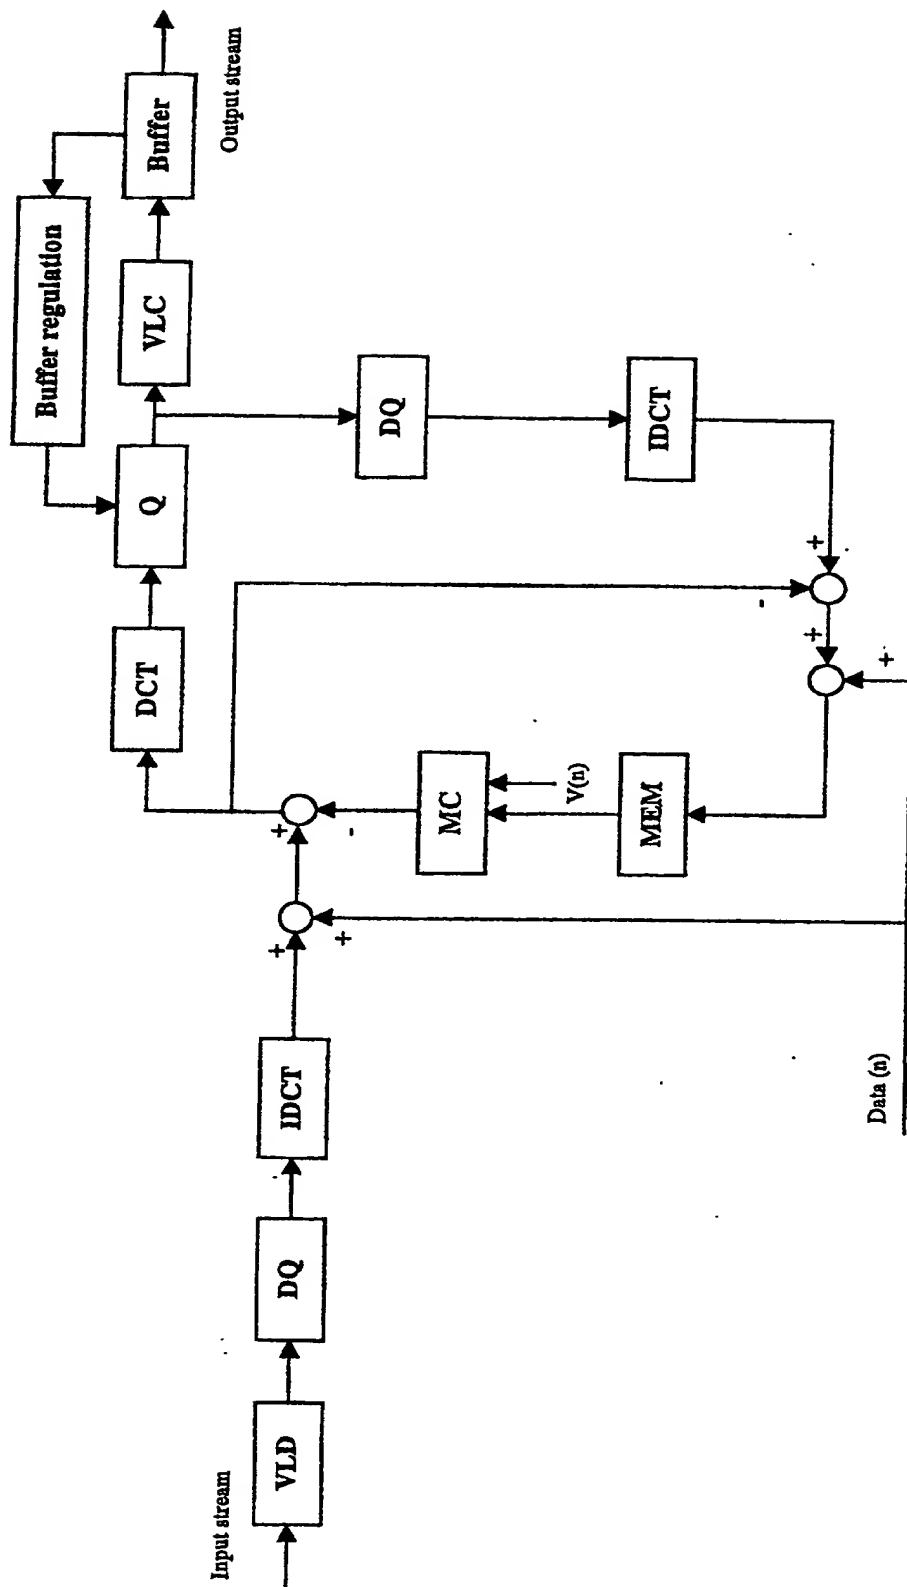 Input stream
VLD
DQ
IDCT
+
+
+
-
DCT
Q
VLC
Buffer
Buffer regulation
Output stream
DQ
IDCT
+
-
+
+
MC
V(n)
MEM
Data (n)